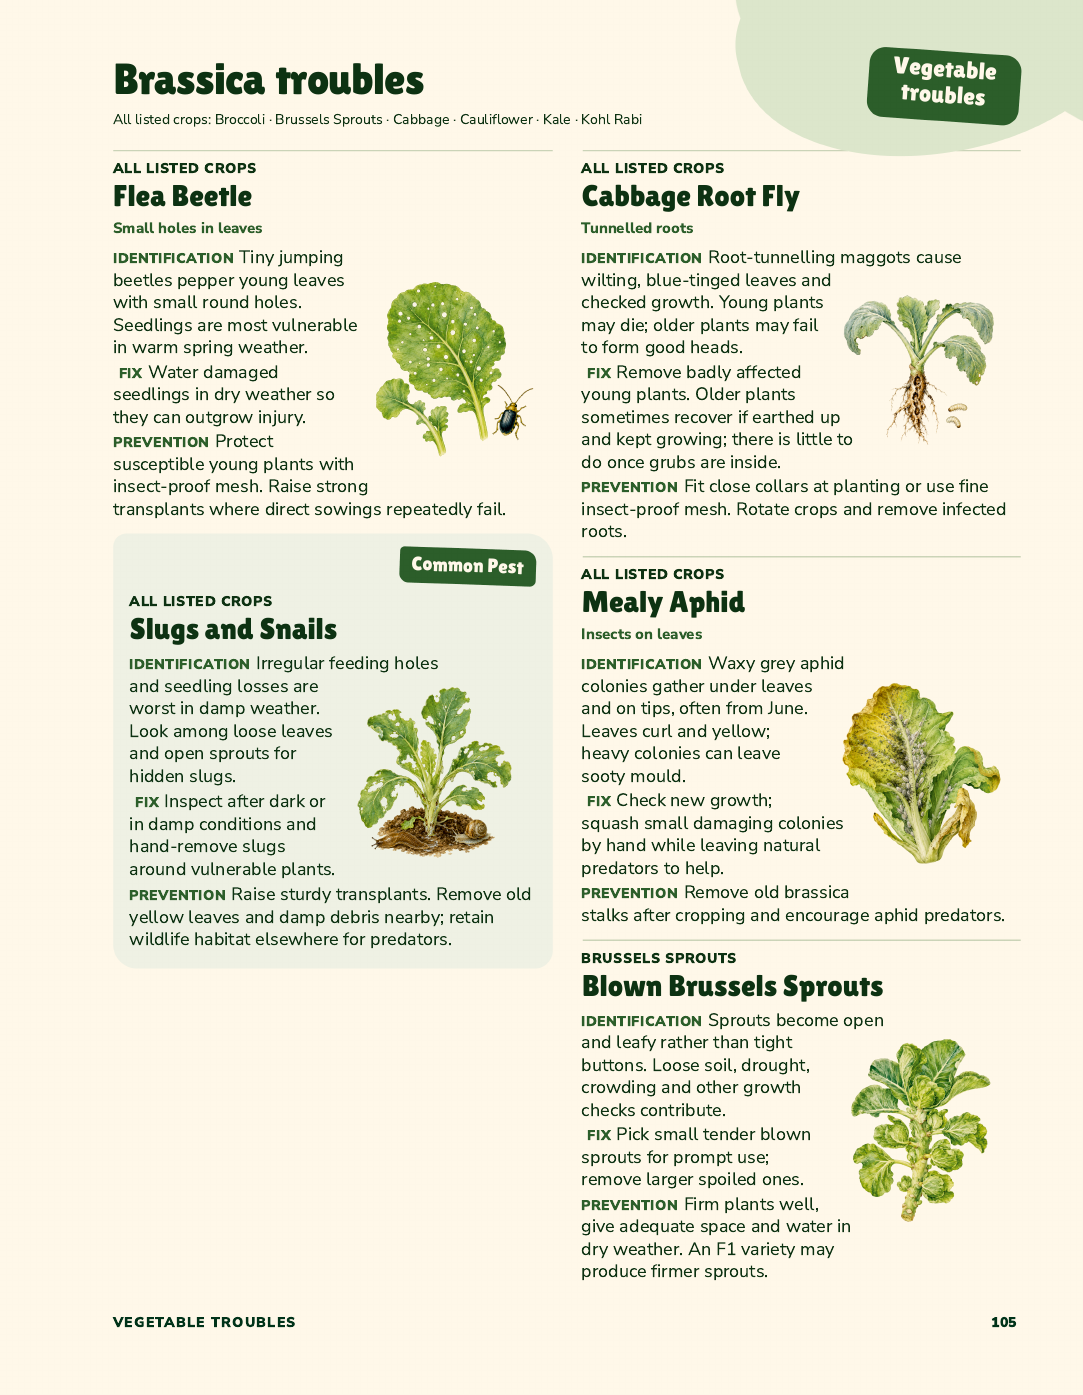 Brassica troubles
All listed crops: Broccoli · Brussels Sprouts · Cabbage · Cauliflower · Kale · Kohl Rabi
Vegetable
troubles
ALL LISTED CROPS
Flea Beetle
Small holes in leaves
IDENTIFICATION Tiny jumping
beetles pepper young leaves
with small round holes.
Seedlings are most vulnerable
in warm spring weather.
FIX Water damaged
seedlings in dry weather so
they can outgrow injury.
PREVENTION Protect
susceptible young plants with
insect-proof mesh. Raise strong
transplants where direct sowings repeatedly fail.
Common Pest
ALL LISTED CROPS
Slugs and Snails
IDENTIFICATION Irregular feeding holes
and seedling losses are
worst in damp weather.
Look among loose leaves
and open sprouts for
hidden slugs.
FIX Inspect after dark or
in damp conditions and
hand-remove slugs
around vulnerable plants.
PREVENTION Raise sturdy transplants. Remove old
yellow leaves and damp debris nearby; retain
wildlife habitat elsewhere for predators.
ALL LISTED CROPS
Cabbage Root Fly
Tunnelled roots
IDENTIFICATION Root-tunnelling maggots cause
wilting, blue-tinged leaves and
checked growth. Young plants
may die; older plants may fail
to form good heads.
FIX Remove badly affected
young plants. Older plants
sometimes recover if earthed up
and kept growing; there is little to
do once grubs are inside.
PREVENTION Fit close collars at planting or use fine
insect-proof mesh. Rotate crops and remove infected
roots.
ALL LISTED CROPS
Mealy Aphid
Insects on leaves
IDENTIFICATION Waxy grey aphid
colonies gather under leaves
and on tips, often from June.
Leaves curl and yellow;
heavy colonies can leave
sooty mould.
FIX Check new growth;
squash small damaging colonies
by hand while leaving natural
predators to help.
PREVENTION Remove old brassica
stalks after cropping and encourage aphid predators.
BRUSSELS SPROUTS
Blown Brussels Sprouts
IDENTIFICATION Sprouts become open
and leafy rather than tight
buttons. Loose soil, drought,
crowding and other growth
checks contribute.
FIX Pick small tender blown
sprouts for prompt use;
remove larger spoiled ones.
PREVENTION Firm plants well,
give adequate space and water in
dry weather. An F1 variety may
produce firmer sprouts.
VEGETABLE TROUBLES
105